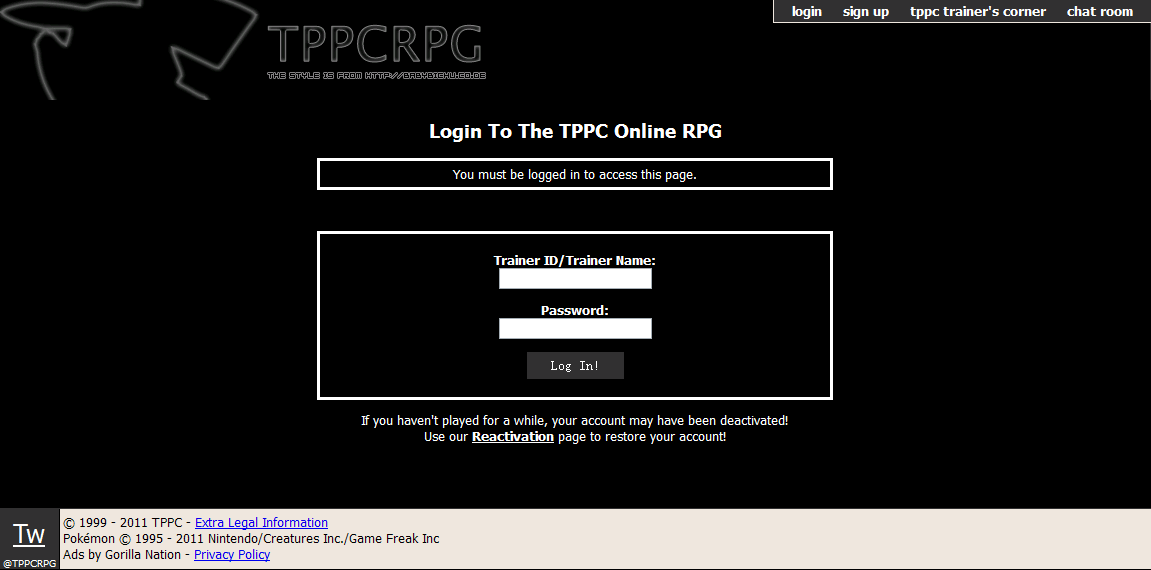 login sign up tppc trainer's corner chat room
TPPCRPG
THE STYLE IS FROM HTTP://BABYBICHU.CO.DE
Login To The TPPC Online RPG
You must be logged in to access this page.
Trainer ID/Trainer Name:
Password:
Log In!
If you haven't played for a while, your account may have been deactivated!
Use our Reactivation page to restore your account!
Tw
@TPPCRPG
© 1999 - 2011 TPPC - Extra Legal Information
Pokémon © 1995 - 2011 Nintendo/Creatures Inc./Game Freak Inc
Ads by Gorilla Nation - Privacy Policy